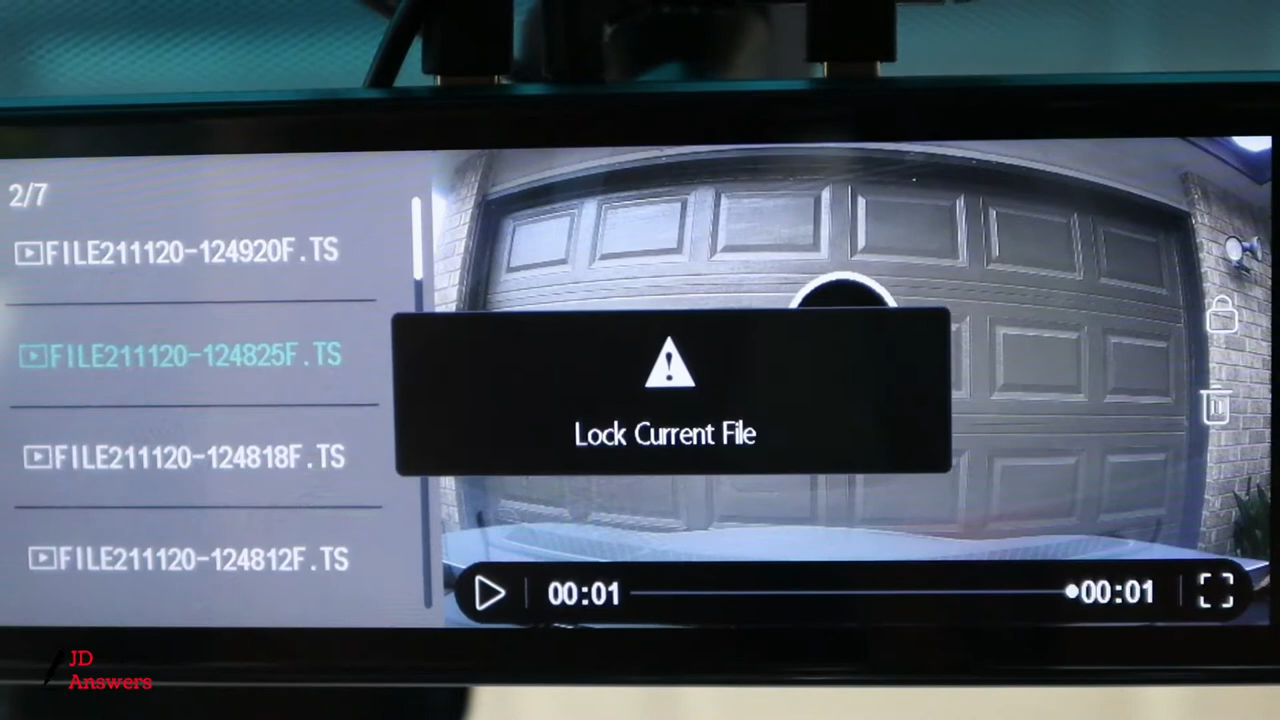 2/7
FILE211120-124920F.TS
FILE211120-124825F.TS
FILE211120-124818F.TS
FILE211120-124812F.TS
Lock Current File
00:01
00:01
JD
Answers